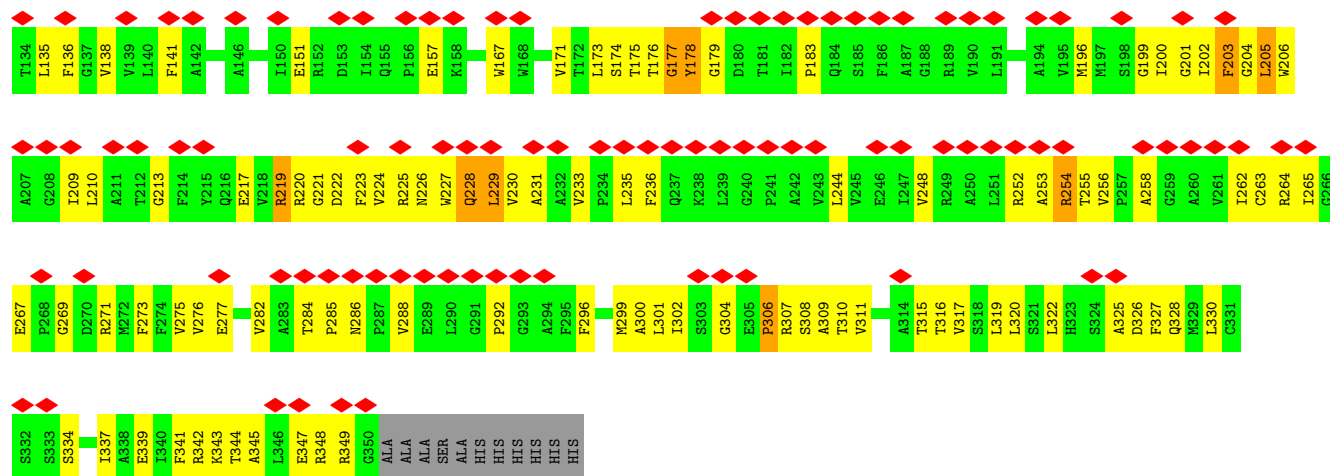 T134 L135 F136 G137 V138 V139 L140 F141 A142 A146 I150 E151 R152 D153 I154 Q155 P156 E157 K158 W167 W168 V171 T172 L173 S174 T175 T176 G177 Y178 G179 D180 T181 I182 P183 Q184 S185 F186 A187 G188 R189 V190 L191 A194 V195 M196 M197 S198 G199 I200 G201 I202 F203 G204 L205 W206
A207 G208 I209 L210 A211 T212 G213 F214 Y215 Q216 E217 V218 R219 R220 G221 D222 F223 V224 R225 N226 W227 Q228 L229 V230 A231 A232 V233 P234 L235 F236 Q237 K238 L239 G240 P241 A242 V243 L244 V245 E246 I247 V248 R249 A250 L251 R252 A253 R254 T255 V256 P257 A258 G259 A260 V261 I262 C263 R264 I265 G266
E267 P268 G269 D270 R271 M272 F273 F274 V275 V276 E277 V282 A283 T284 P285 N286 P287 V288 E289 L290 G291 P292 G293 A294 F295 F296 M299 A300 L301 I302 S303 G304 E305 P306 R307 S308 A309 T310 V311 A314 T315 T316 V317 S318 L319 L320 S321 L322 H323 S324 A325 D326 F327 Q328 M329 L330 C331
S332 S333 S334 I337 A338 E339 I340 F341 R342 K343 T344 A345 L346 E347 R348 R349 G350 ALA ALA ALA SER ALA HIS HIS HIS HIS HIS HIS